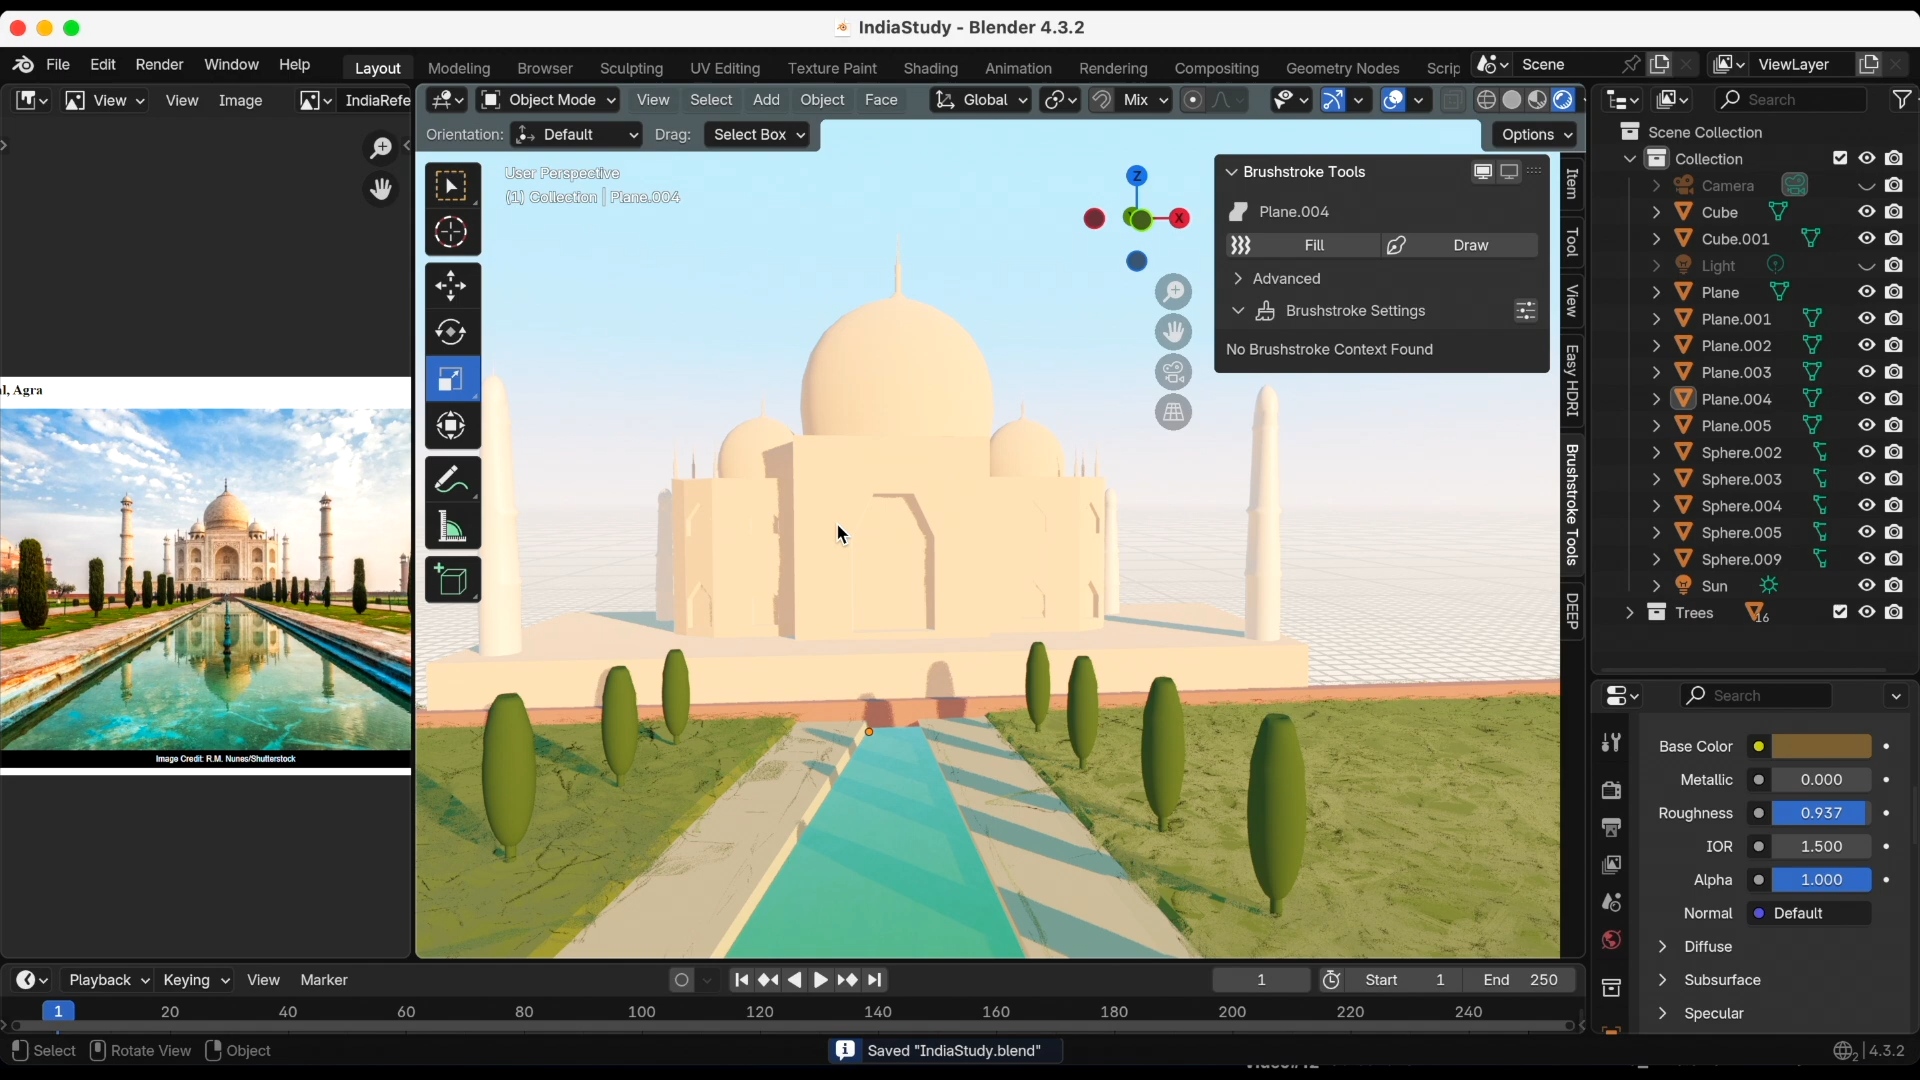 IndiaStudy - Blender 4.3.2
File Edit Render Window Help Layout Modeling Browser Sculpting UV Editing Texture Paint Shading Animation Rendering Compositing Geometry Nodes Scrip Scene ViewLayer
View View Image IndiaRefe Object Mode View Select Add Object Face Global Mix Search
Orientation: Default Drag: Select Box Options
User Perspective
(1) Collection | Plane.004
Z
X
Brushstroke Tools
Plane.004
Fill Draw
Advanced
Brushstroke Settings
No Brushstroke Context Found
Item
Tool
View
Easy HDRI
Brushstroke Tools
DEEP
Scene Collection
Collection
Camera
Cube
Cube.001
Light
Plane
Plane.001
Plane.002
Plane.003
Plane.004
Plane.005
Sphere.002
Sphere.003
Sphere.004
Sphere.005
Sphere.009
Sun
Trees 16
al, Agra
Image Credit: R.M. Nunes/Shutterstock
Search
Base Color
Metallic 0.000
Roughness 0.937
IOR 1.500
Alpha 1.000
Normal Default
Diffuse
Subsurface
Specular
Playback Keying View Marker 1 Start 1 End 250
1 20 40 60 80 100 120 140 160 180 200 220 240
Select Rotate View Object Saved "IndiaStudy.blend" 2 4.3.2